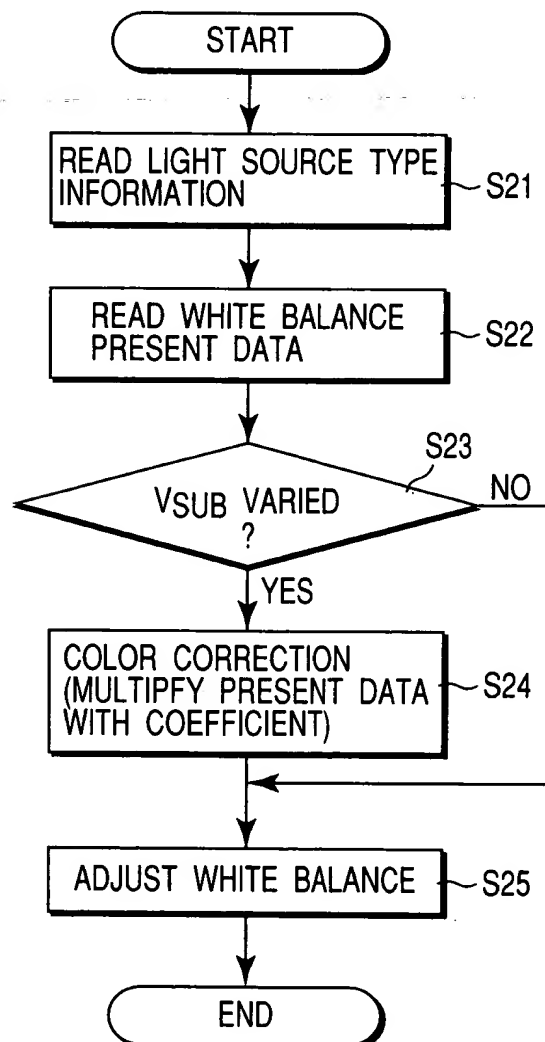 START
READ LIGHT SOURCE TYPE
INFORMATION
S21
READ WHITE BALANCE
PRESENT DATA
S22
S23
VSUB VARIED
?
NO
YES
COLOR CORRECTION
(MULTIPFY PRESENT DATA
WITH COEFFICIENT)
S24
ADJUST WHITE BALANCE
S25
END